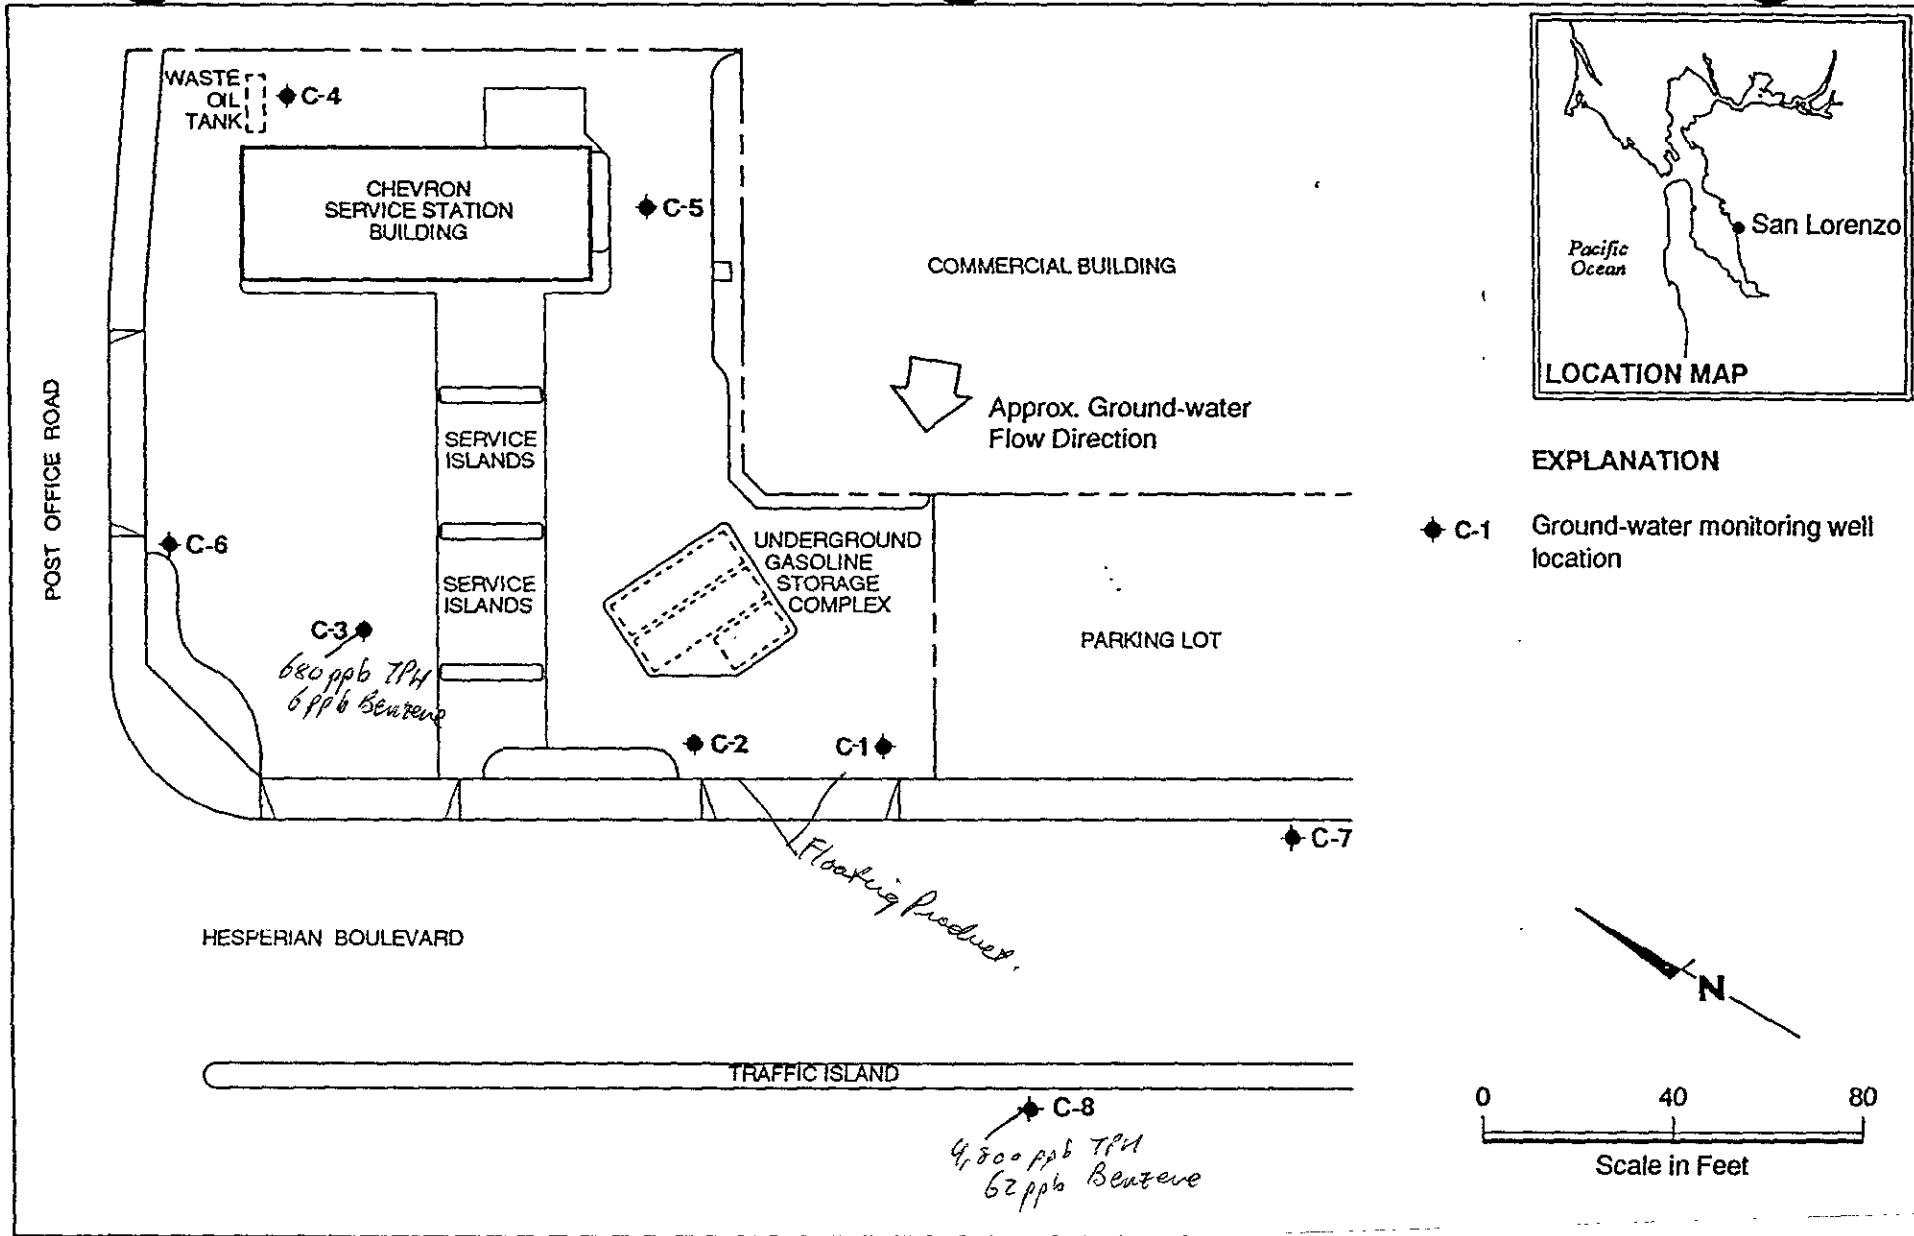 WASTE
OIL
TANK
C-4
CHEVRON
SERVICE STATION
BUILDING
C-5
COMMERCIAL BUILDING
Approx. Ground-water
Flow Direction
POST OFFICE ROAD
SERVICE
ISLANDS
C-6
SERVICE
ISLANDS
UNDERGROUND
GASOLINE
STORAGE
COMPLEX
C-3
680 ppb TPH
6 ppb Benzene
PARKING LOT
C-2
C-1
C-7
Floating Product.
HESPERIAN BOULEVARD
TRAFFIC ISLAND
C-8
9,800 ppb TPH
62 ppb Benzene
Pacific
Ocean
San Lorenzo
LOCATION MAP
EXPLANATION
C-1 Ground-water monitoring well
location
N
0 40 80
Scale in Feet